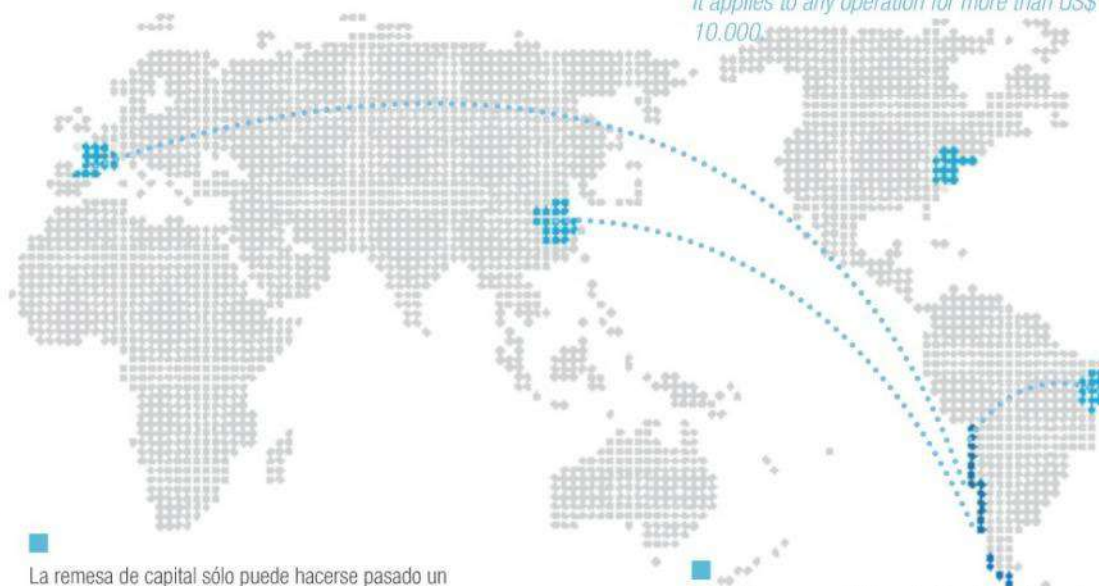 It applies to any operation for more than US$
10.000.
La remesa de capital sólo puede hacerse pasado un